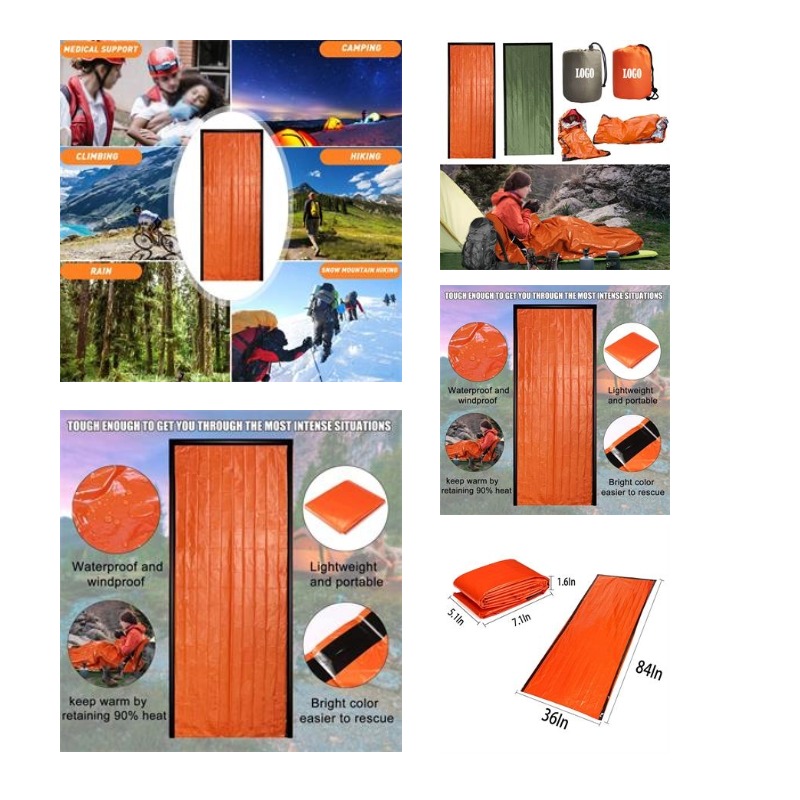 MEDICAL SUPPORT
CAMPING
CLIMBING
HIKING
RAIN
SNOW MOUNTAIN HIKING
LOGO
LOGO
TOUGH ENOUGH TO GET YOU THROUGH THE MOST INTENSE SITUATIONS
Waterproof and
windproof
Lightweight
and portable
keep warm by
retaining 90% heat
Bright color
easier to rescue
TOUGH ENOUGH TO GET YOU THROUGH THE MOST INTENSE SITUATIONS
Waterproof and
windproof
Lightweight
and portable
keep warm by
retaining 90% heat
Bright color
easier to rescue
1.6In
5.1In
7.1In
84In
36In